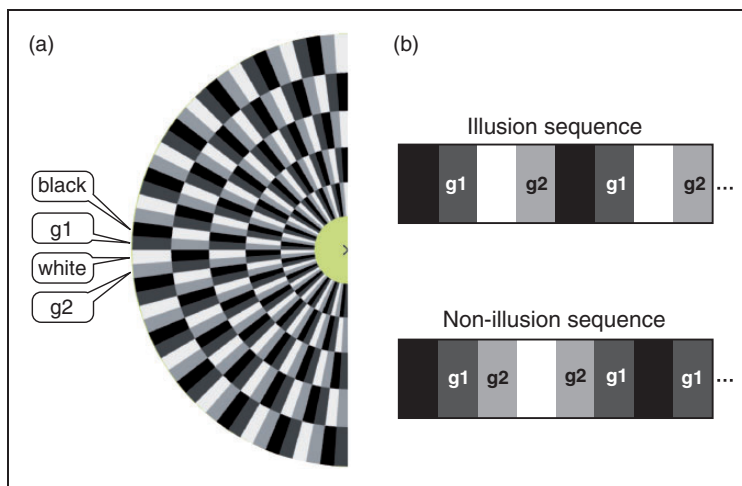 (a)
black
g1
white
g2
×
(b)
Illusion sequence
g1 g2 g1 g2 ...
Non-illusion sequence
g1 g2 g2 g1 g1 ...